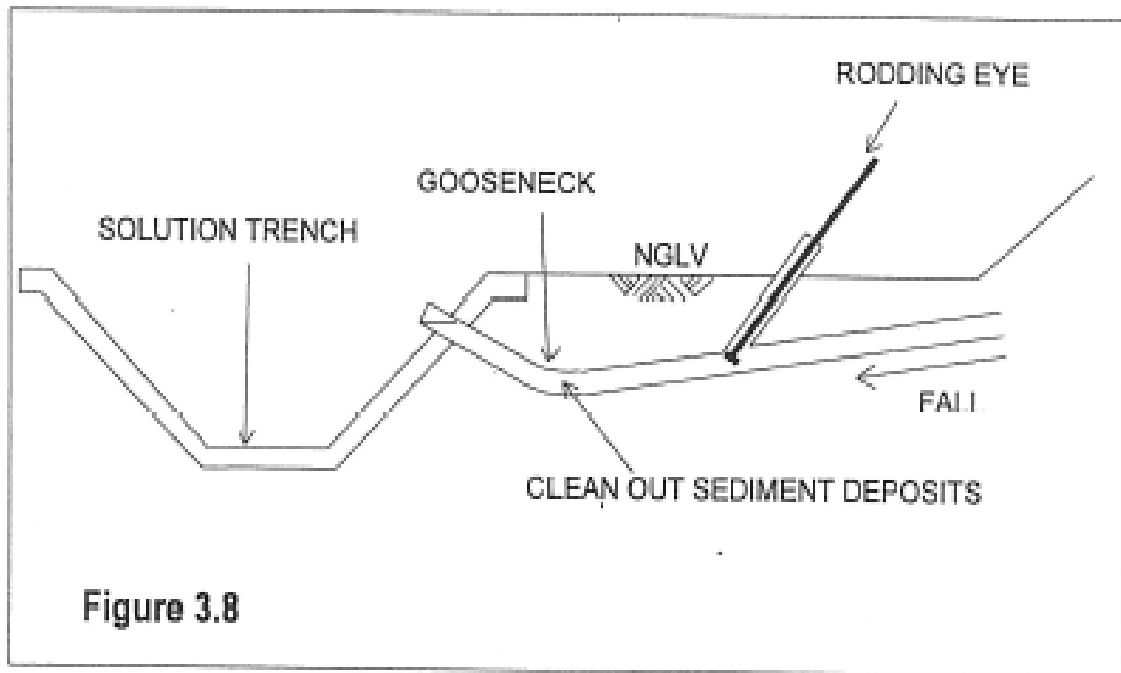 RODDING EYE
GOOSENECK
SOLUTION TRENCH
NGLV
FALL
CLEAN OUT SEDIMENT DEPOSITS
Figure 3.8